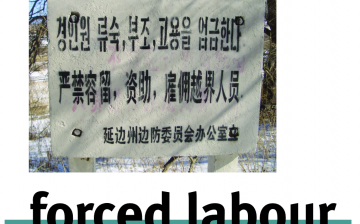 경인원 류숙,부조,고용을 엄금한다
严禁容留，资助，雇佣越界人员
延边州边防委员会办公室立
forced labour